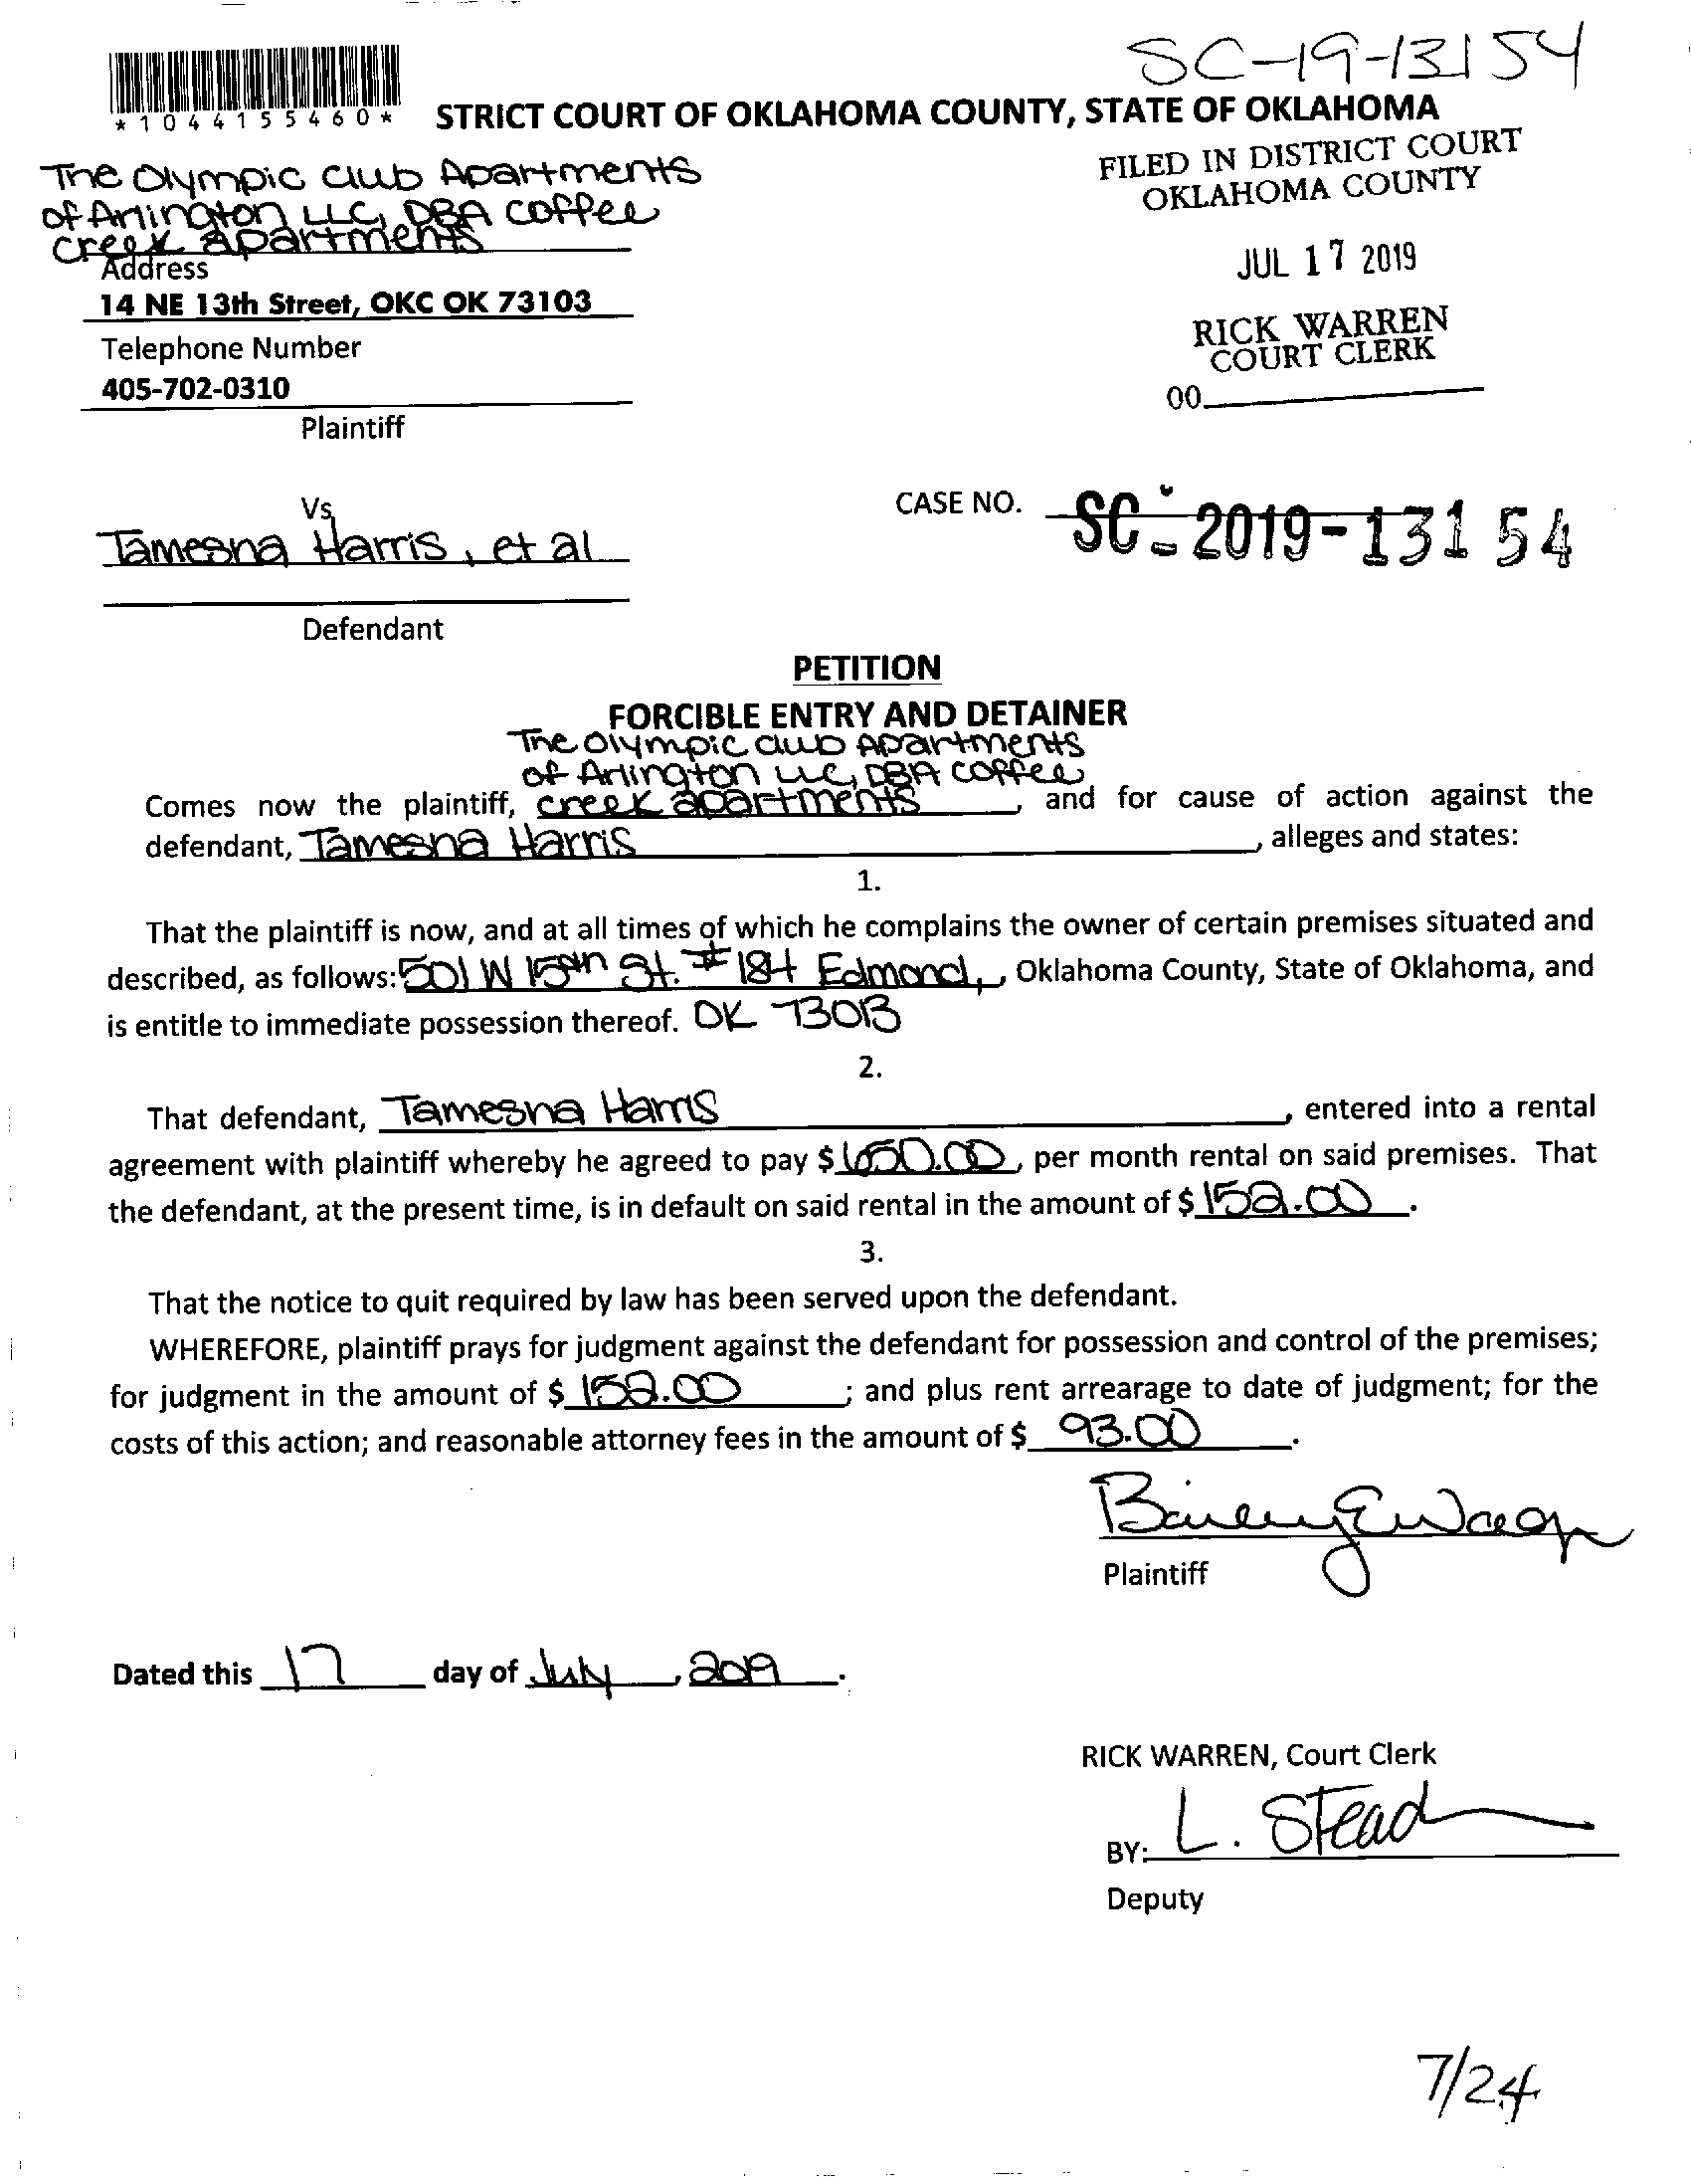 SC-19-13154
*1044155460*
STRICT COURT OF OKLAHOMA COUNTY, STATE OF OKLAHOMA
The Olympic Club Apartments
of Arlington LLC, DBA Coffee
Creek apartments
FILED IN DISTRICT COURT
OKLAHOMA COUNTY
JUL 17 2019
RICK WARREN
COURT CLERK
00
Address
14 NE 13th Street, OKC OK 73103
Telephone Number
405-702-0310
Plaintiff
Vs
CASE NO. SC-2019-13154
Tamesha Harris, et al
Defendant
PETITION
FORCIBLE ENTRY AND DETAINER
The Olympic Club Apartments
of Arlington LLC, DBA Coffee
Comes now the plaintiff, Creek apartments, and for cause of action against the
defendant, Tamesha Harris, alleges and states:
1.
That the plaintiff is now, and at all times of which he complains the owner of certain premises situated and
described, as follows: 501 W 15th St. #184 Edmond, , Oklahoma County, State of Oklahoma, and
is entitle to immediate possession thereof. OK 73013
2.
That defendant, Tamesha Harris, entered into a rental
agreement with plaintiff whereby he agreed to pay $650.00, per month rental on said premises. That
the defendant, at the present time, is in default on said rental in the amount of $152.00.
3.
That the notice to quit required by law has been served upon the defendant.
WHEREFORE, plaintiff prays for judgment against the defendant for possession and control of the premises;
for judgment in the amount of $152.00; and plus rent arrearage to date of judgment; for the
costs of this action; and reasonable attorney fees in the amount of $ 93.00.
Plaintiff
Dated this 17 day of July, 2019.
RICK WARREN, Court Clerk
BY: L. Stead
Deputy
7/24